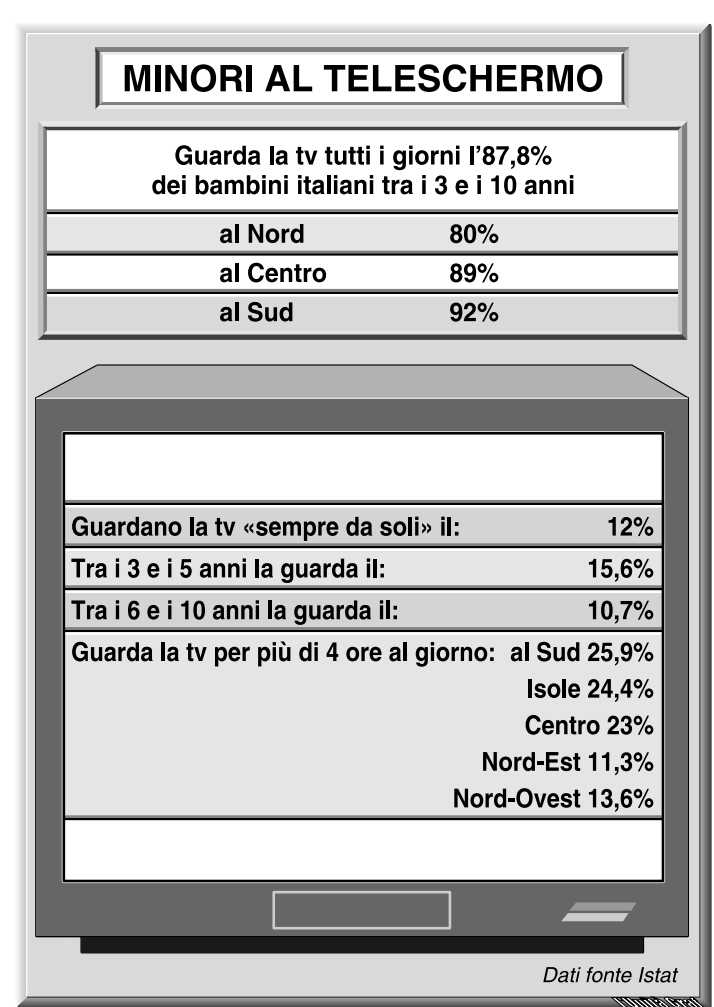 MINORI AL TELESCHERMO
Guarda la tv tutti i giorni l'87,8%
dei bambini italiani tra i 3 e i 10 anni
al Nord 80%
al Centro 89%
al Sud 92%
Guardano la tv «sempre da soli» il: 12%
Tra i 3 e i 5 anni la guarda il: 15,6%
Tra i 6 e i 10 anni la guarda il: 10,7%
Guarda la tv per più di 4 ore al giorno: al Sud 25,9%
Isole 24,4%
Centro 23%
Nord-Est 11,3%
Nord-Ovest 13,6%
Dati fonte Istat